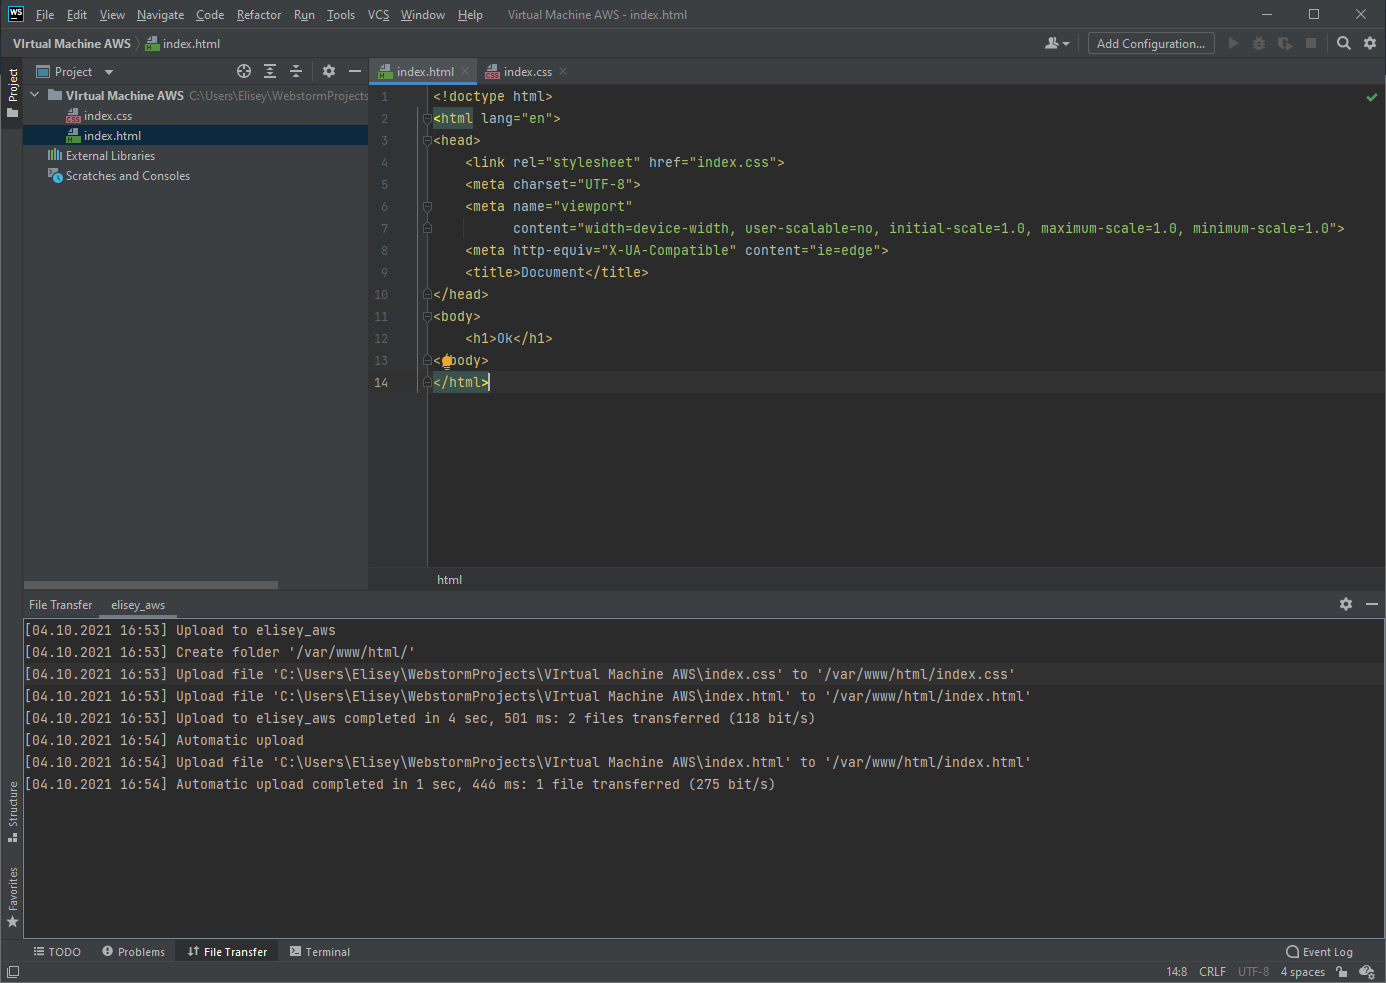 WS File Edit View Navigate Code Refactor Run Tools VCS Window Help Virtual Machine AWS - index.html
VIrtual Machine AWS index.html Add Configuration...
Project
Project
index.html
index.css
VIrtual Machine AWS C:\Users\Elisey\WebstormProjects
index.css
index.html
External Libraries
Scratches and Consoles
1 <!doctype html>
2 <html lang="en">
3 <head>
4 <link rel="stylesheet" href="index.css">
5 <meta charset="UTF-8">
6 <meta name="viewport"
7 content="width=device-width, user-scalable=no, initial-scale=1.0, maximum-scale=1.0, minimum-scale=1.0">
8 <meta http-equiv="X-UA-Compatible" content="ie=edge">
9 <title>Document</title>
10 </head>
11 <body>
12 <h1>Ok</h1>
13 </body>
14 </html>
html
File Transfer elisey_aws
[04.10.2021 16:53] Upload to elisey_aws
[04.10.2021 16:53] Create folder '/var/www/html/'
[04.10.2021 16:53] Upload file 'C:\Users\Elisey\WebstormProjects\VIrtual Machine AWS\index.css' to '/var/www/html/index.css'
[04.10.2021 16:53] Upload file 'C:\Users\Elisey\WebstormProjects\VIrtual Machine AWS\index.html' to '/var/www/html/index.html'
[04.10.2021 16:53] Upload to elisey_aws completed in 4 sec, 501 ms: 2 files transferred (118 bit/s)
[04.10.2021 16:54] Automatic upload
[04.10.2021 16:54] Upload file 'C:\Users\Elisey\WebstormProjects\VIrtual Machine AWS\index.html' to '/var/www/html/index.html'
[04.10.2021 16:54] Automatic upload completed in 1 sec, 446 ms: 1 file transferred (275 bit/s)
Structure
Favorites
TODO Problems File Transfer Terminal Event Log
14:8 CRLF UTF-8 4 spaces